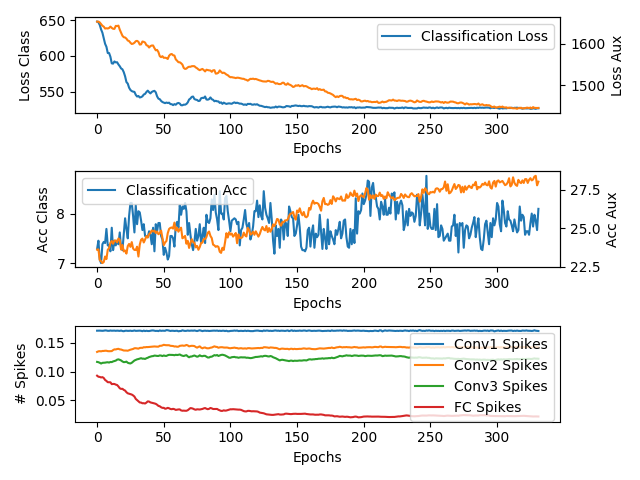 650
600
550
Loss Class
Classification Loss
1600
1500
Loss Aux
0 50 100 150 200 250 300
Epochs
8
7
Acc Class
Classification Acc
27.5
25.0
22.5
Acc Aux
0 50 100 150 200 250 300
Epochs
0.15
0.10
0.05
# Spikes
Conv1 Spikes
Conv2 Spikes
Conv3 Spikes
FC Spikes
0 50 100 150 200 250 300
Epochs